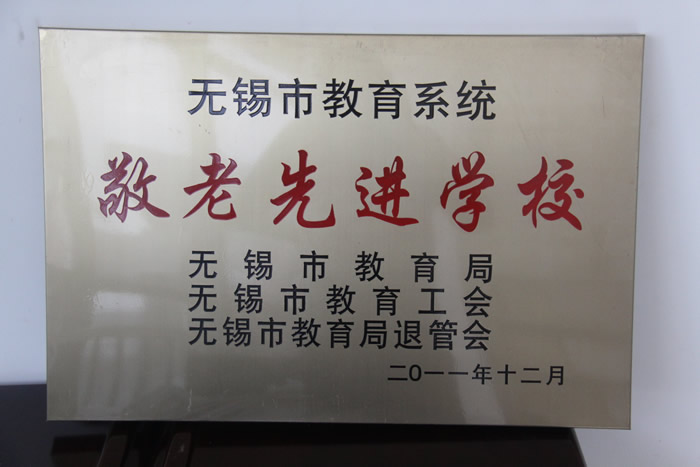 无锡市教育系统
敬老先进学校
无锡市教育局
无锡市教育工会
无锡市教育局退管会
二〇一一年十二月